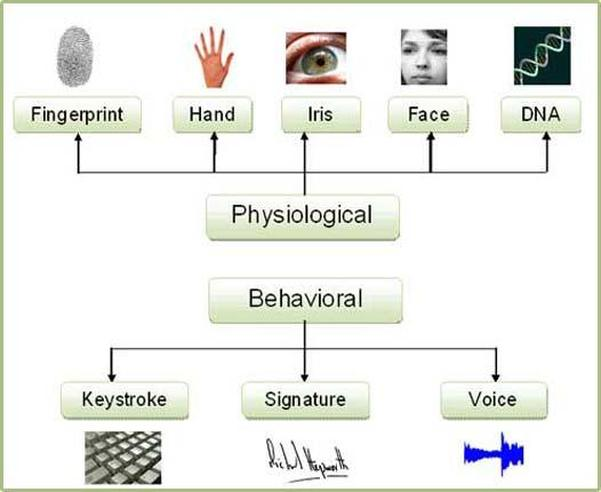 Fingerprint
Hand
Iris
Face
DNA
Physiological
Behavioral
Keystroke
Signature
Voice